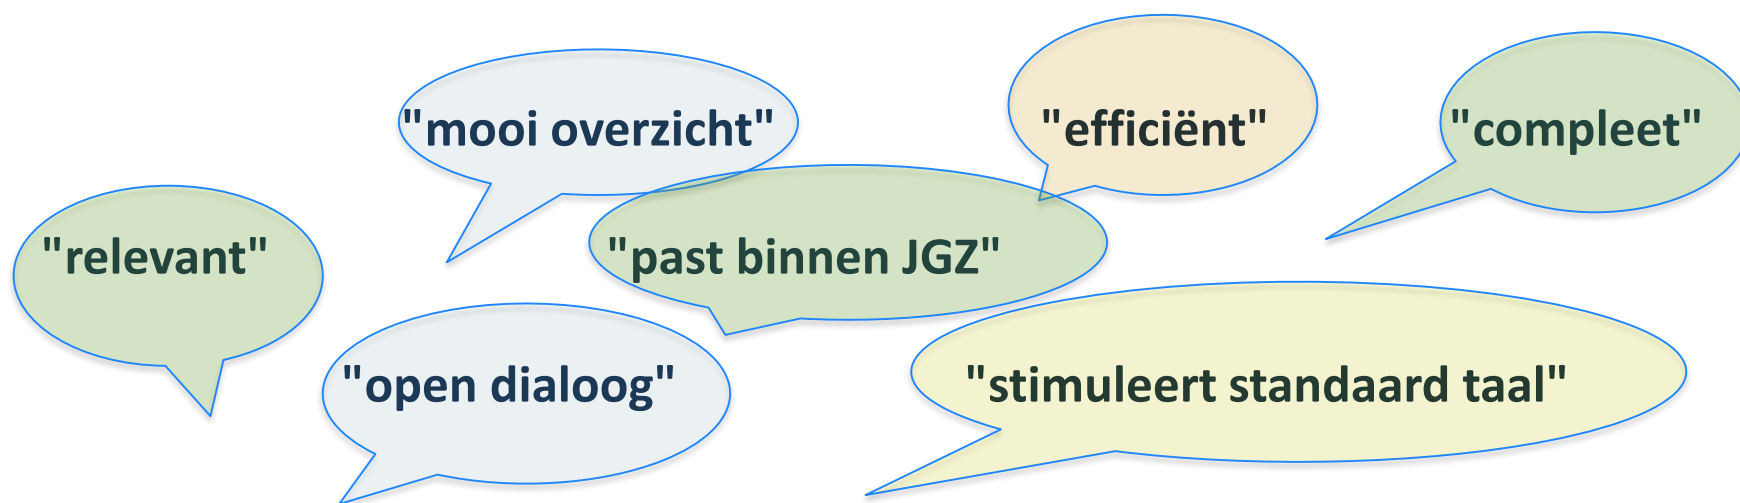 "mooi overzicht"
"efficiënt"
"compleet"
"relevant"
"past binnen JGZ"
"open dialoog"
"stimuleert standaard taal"